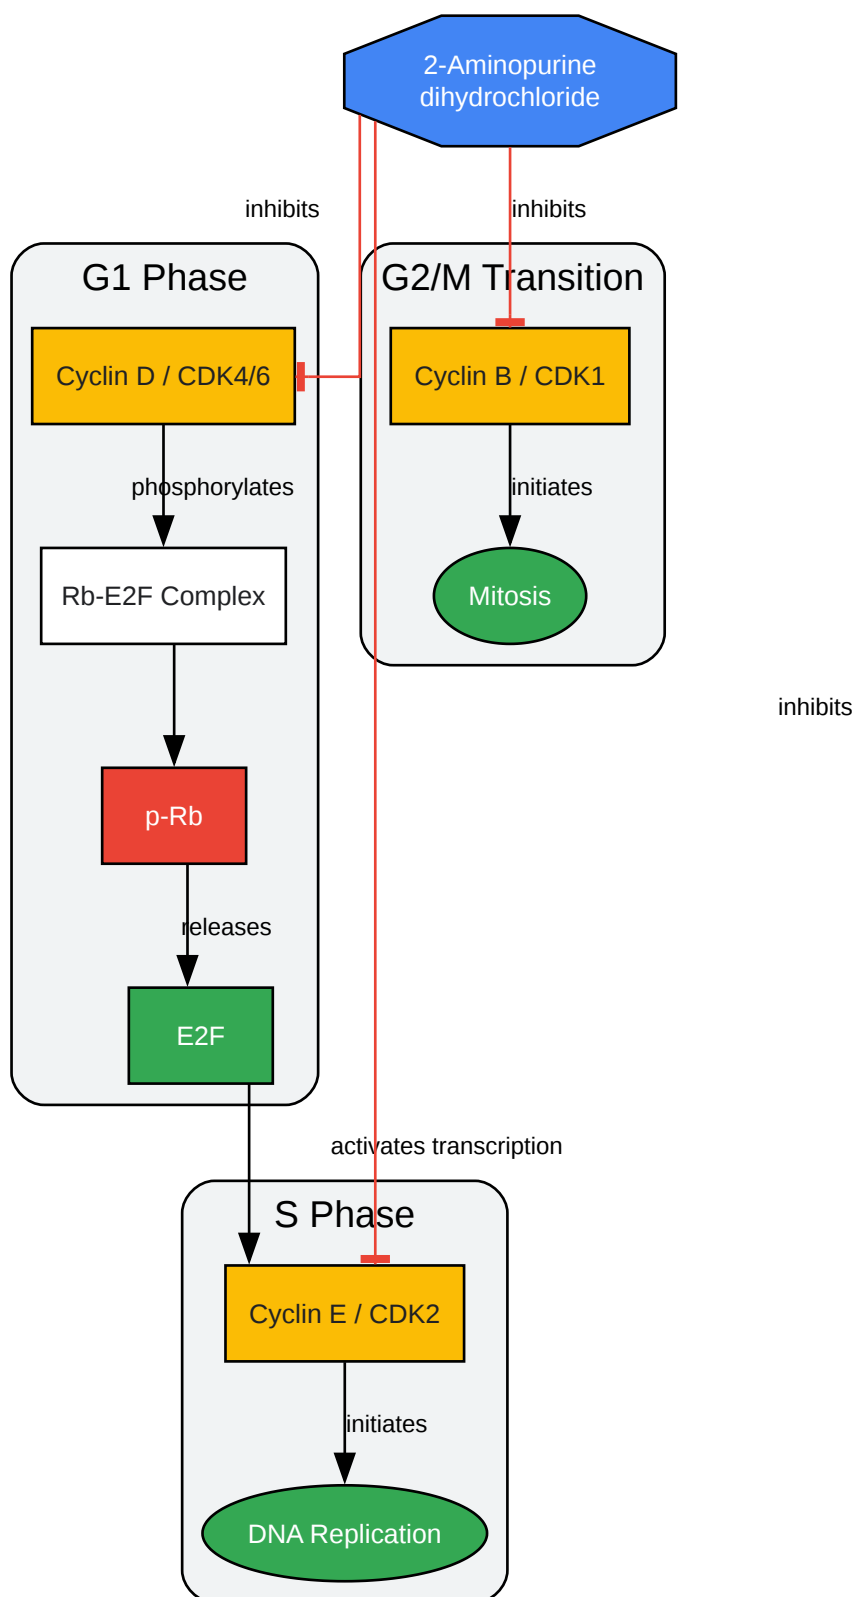 2-Aminopurine
dihydrochloride
inhibits
inhibits
G1 Phase
G2/M Transition
Cyclin D / CDK4/6
Cyclin B / CDK1
phosphorylates
initiates
Rb-E2F Complex
Mitosis
inhibits
p-Rb
releases
E2F
activates transcription
S Phase
Cyclin E / CDK2
initiates
DNA Replication